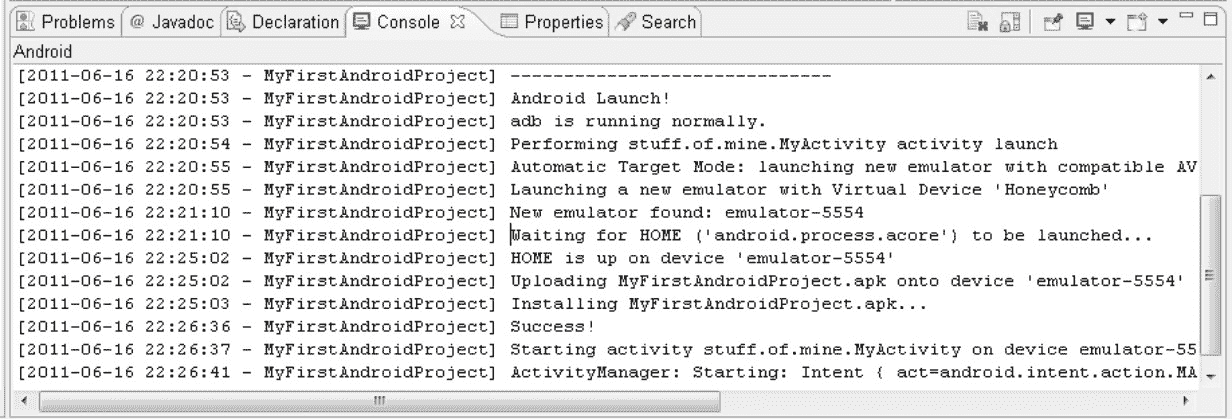 Problems @ Javadoc Declaration Console Properties Search
Android
[2011-06-16 22:20:53 - MyFirstAndroidProject] ------------------------------
[2011-06-16 22:20:53 - MyFirstAndroidProject] Android Launch!
[2011-06-16 22:20:53 - MyFirstAndroidProject] adb is running normally.
[2011-06-16 22:20:54 - MyFirstAndroidProject] Performing stuff.of.mine.MyActivity activity launch
[2011-06-16 22:20:55 - MyFirstAndroidProject] Automatic Target Mode: launching new emulator with compatible AV
[2011-06-16 22:20:55 - MyFirstAndroidProject] Launching a new emulator with Virtual Device 'Honeycomb'
[2011-06-16 22:21:10 - MyFirstAndroidProject] New emulator found: emulator-5554
[2011-06-16 22:21:10 - MyFirstAndroidProject] Waiting for HOME ('android.process.acore') to be launched...
[2011-06-16 22:25:02 - MyFirstAndroidProject] HOME is up on device 'emulator-5554'
[2011-06-16 22:25:02 - MyFirstAndroidProject] Uploading MyFirstAndroidProject.apk onto device 'emulator-5554'
[2011-06-16 22:25:03 - MyFirstAndroidProject] Installing MyFirstAndroidProject.apk...
[2011-06-16 22:26:36 - MyFirstAndroidProject] Success!
[2011-06-16 22:26:37 - MyFirstAndroidProject] Starting activity stuff.of.mine.MyActivity on device emulator-55
[2011-06-16 22:26:41 - MyFirstAndroidProject] ActivityManager: Starting: Intent { act=android.intent.action.MA